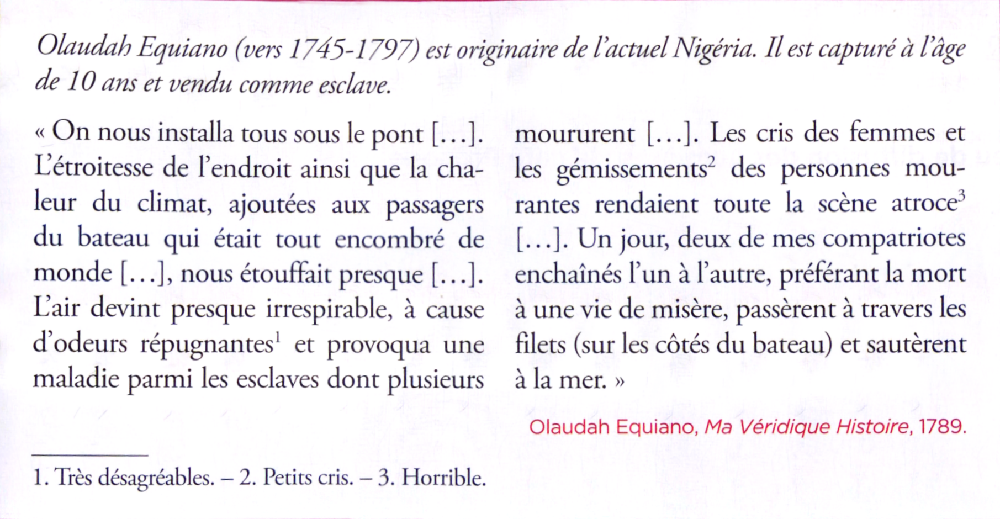 Olaudah Equiano (vers 1745-1797) est originaire de l'actuel Nigéria. Il est capturé à l'âge
de 10 ans et vendu comme esclave.
« On nous installa tous sous le pont […].
L'étroitesse de l'endroit ainsi que la cha-
leur du climat, ajoutées aux passagers
du bateau qui était tout encombré de
monde […], nous étouffait presque […].
L'air devint presque irrespirable, à cause
d'odeurs répugnantes¹ et provoqua une
maladie parmi les esclaves dont plusieurs
moururent […]. Les cris des femmes et
les gémissements² des personnes mou-
rantes rendaient toute la scène atroce³
[…]. Un jour, deux de mes compatriotes
enchaînés l'un à l'autre, préférant la mort
à une vie de misère, passèrent à travers les
filets (sur les côtés du bateau) et sautèrent
à la mer. »
Olaudah Equiano, Ma Véridique Histoire, 1789.
1. Très désagréables. – 2. Petits cris. – 3. Horrible.